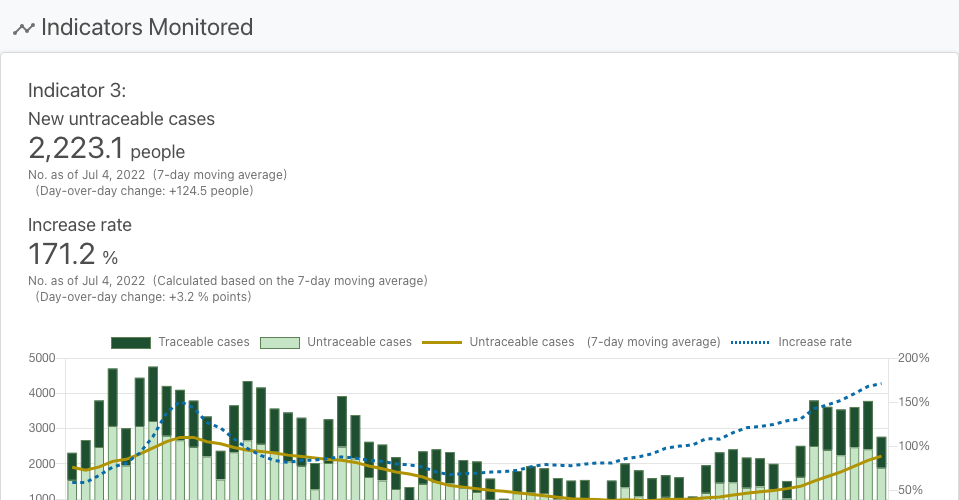 Indicators Monitored
Indicator 3:
New untraceable cases
2,223.1 people
No. as of Jul 4, 2022 (7-day moving average)
(Day-over-day change: +124.5 people)
Increase rate
171.2 %
No. as of Jul 4, 2022 (Calculated based on the 7-day moving average)
(Day-over-day change: +3.2 % points)
Traceable cases Untraceable cases Untraceable cases (7-day moving average) Increase rate
5000 200%
4000 150%
3000 100%
2000 50%
1000